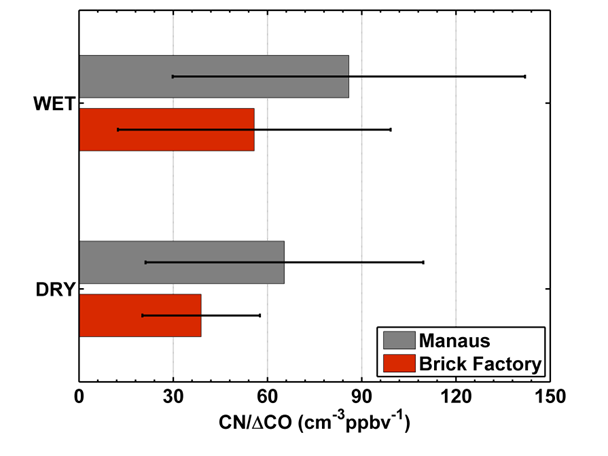 WET
DRY
Manaus
Brick Factory
0 30 60 90 120 150
CN/ΔCO (cm⁻³ppbv⁻¹)